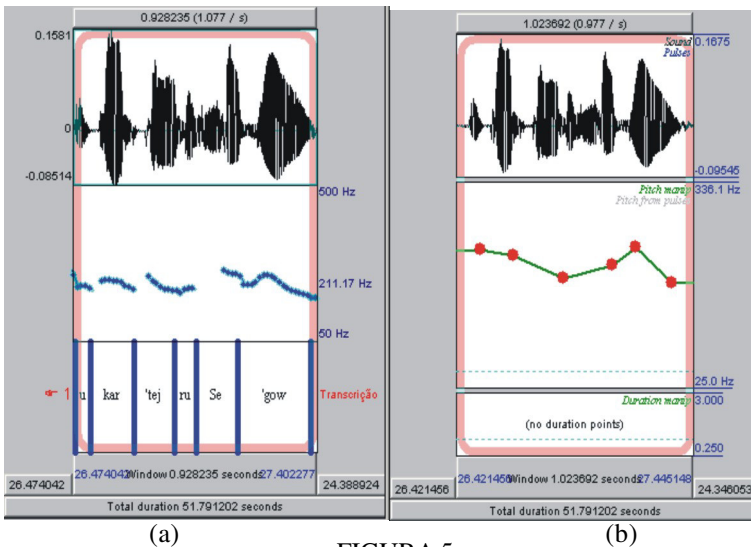 0.928235 (1.077 / s)
0.1581
0
-0.08514
500 Hz
211.17 Hz
50 Hz
1
u
kar
'tej
ru
Se
'gow
Transcrição
26.474042
26.474042
Window 0.928235 seconds
27.402277
24.388924
Total duration 51.791202 seconds
(a)
1.023692 (0.977 / s)
Sound
Pulses
0.1675
-0.09545
336.1 Hz
Pitch manip
Pitch from pulses
25.0 Hz
Duration manip
3.000
(no duration points)
0.250
26.421456
26.421456
Window 1.023692 seconds
27.445148
24.346053
Total duration 51.791202 seconds
(b)
FIGURA 5